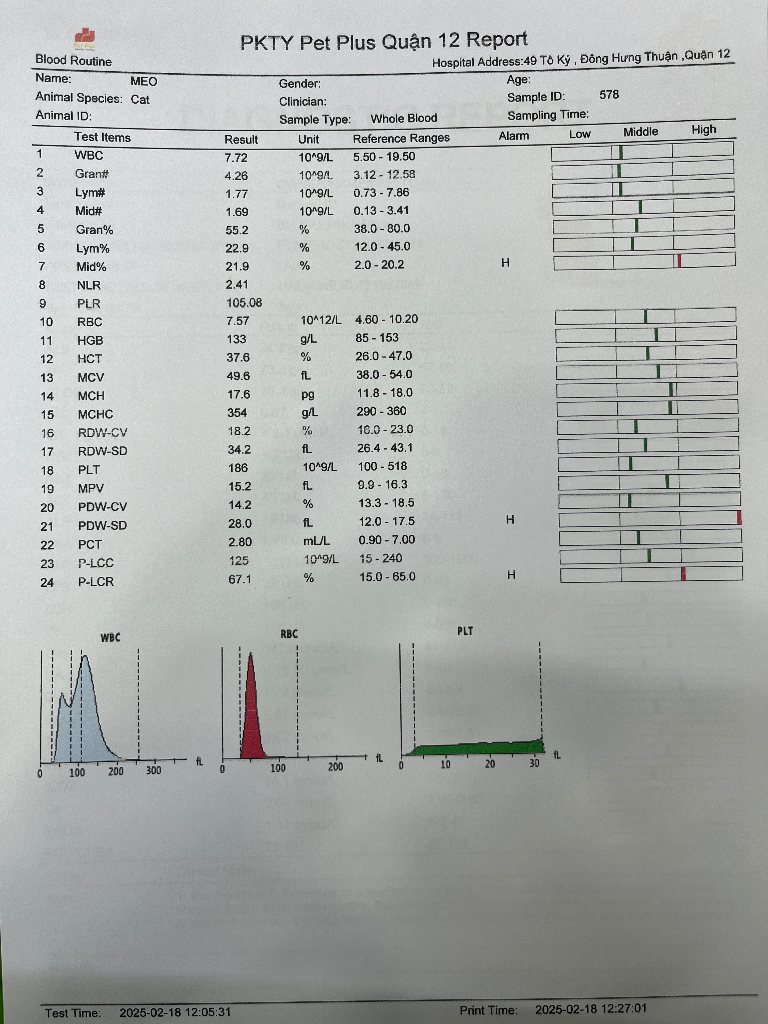 PKTY Pet Plus Quận 12 Report
Blood Routine Hospital Address:49 Tô Ký , Đông Hưng Thuận ,Quận 12
Name: MEO Gender: Age:
Animal Species: Cat Clinician: Sample ID: 578
Animal ID: Sample Type: Whole Blood Sampling Time:
Test Items Result Unit Reference Ranges Alarm Low Middle High
1 WBC 7.72 10^9/L 5.50 - 19.50
2 Gran# 4.26 10^9/L 3.12 - 12.58
3 Lym# 1.77 10^9/L 0.73 - 7.86
4 Mid# 1.69 10^9/L 0.13 - 3.41
5 Gran% 55.2 % 38.0 - 80.0
6 Lym% 22.9 % 12.0 - 45.0
7 Mid% 21.9 % 2.0 - 20.2 H
8 NLR 2.41
9 PLR 105.08
10 RBC 7.57 10^12/L 4.60 - 10.20
11 HGB 133 g/L 85 - 153
12 HCT 37.6 % 26.0 - 47.0
13 MCV 49.6 fL 38.0 - 54.0
14 MCH 17.6 pg 11.8 - 18.0
15 MCHC 354 g/L 290 - 360
16 RDW-CV 18.2 % 16.0 - 23.0
17 RDW-SD 34.2 fL 26.4 - 43.1
18 PLT 186 10^9/L 100 - 518
19 MPV 15.2 fL 9.9 - 16.3
20 PDW-CV 14.2 % 13.3 - 18.5
21 PDW-SD 28.0 fL 12.0 - 17.5 H
22 PCT 2.80 mL/L 0.90 - 7.00
23 P-LCC 125 10^9/L 15 - 240
24 P-LCR 67.1 % 15.0 - 65.0 H
WBC RBC PLT
0 100 200 300 fL 0 100 200 fL 0 10 20 30 fL
Test Time: 2025-02-18 12:05:31 Print Time: 2025-02-18 12:27:01